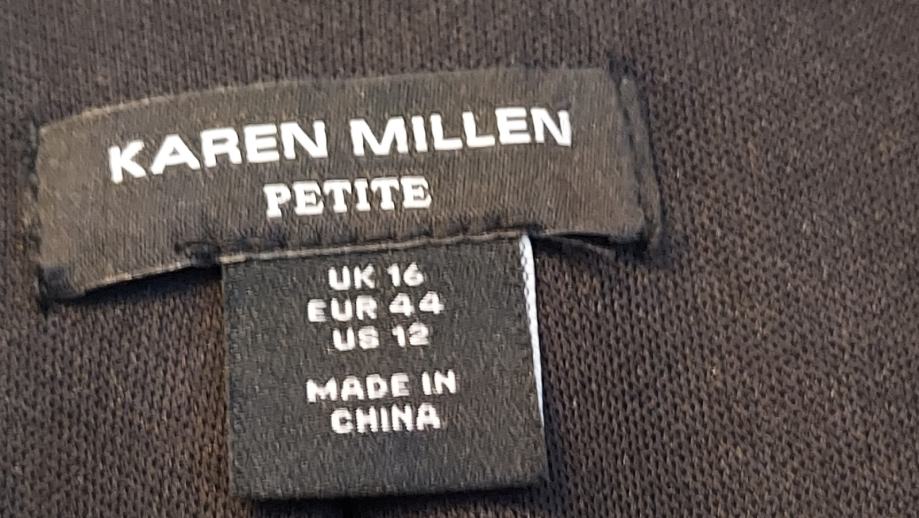 KAREN MILLEN
PETITE
UK 16
EUR 44
US 12
MADE IN
CHINA